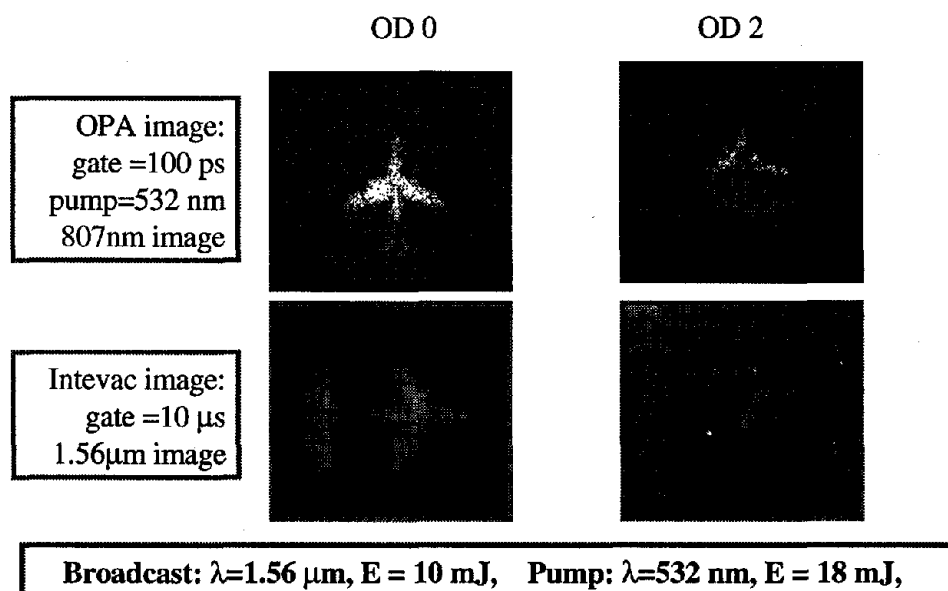 OD 0
OD 2
OPA image:
gate =100 ps
pump=532 nm
807nm image
Intevac image:
gate =10 μs
1.56μm image
Broadcast: λ=1.56 μm, E = 10 mJ, Pump: λ=532 nm, E = 18 mJ,